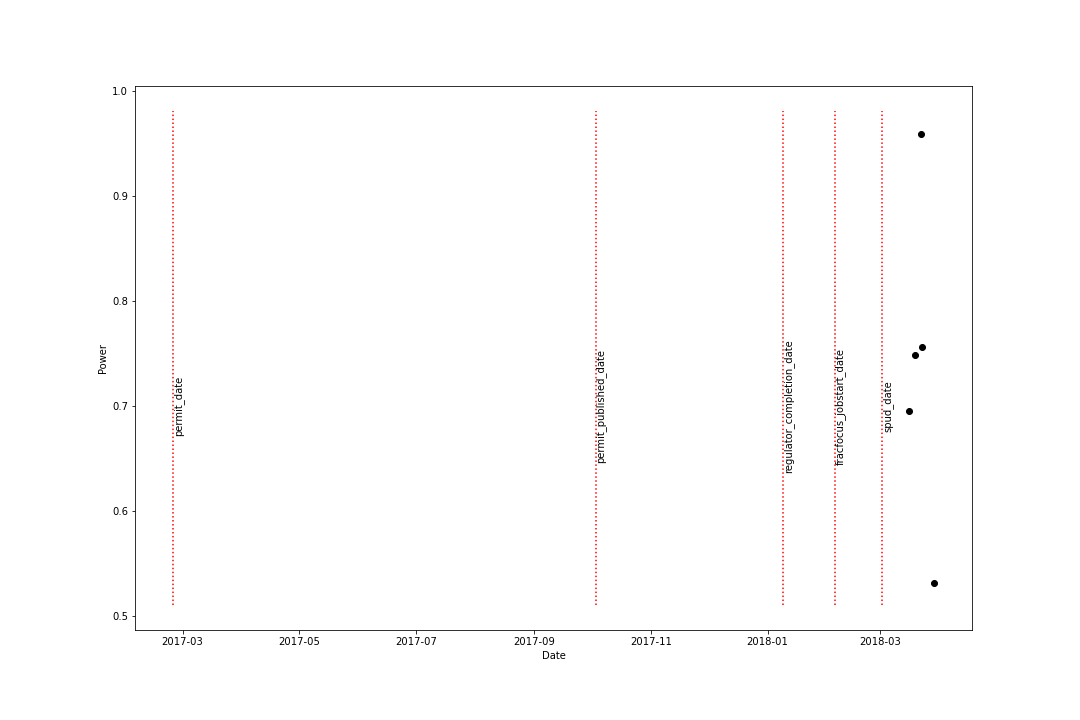 1.0
0.9
0.8
0.7
0.6
0.5
Power
permit_date
permit_published_date
regulator_completion_date
fracfocus_jobstart_date
spud_date
2017-03
2017-05
2017-07
2017-09
2017-11
2018-01
2018-03
Date